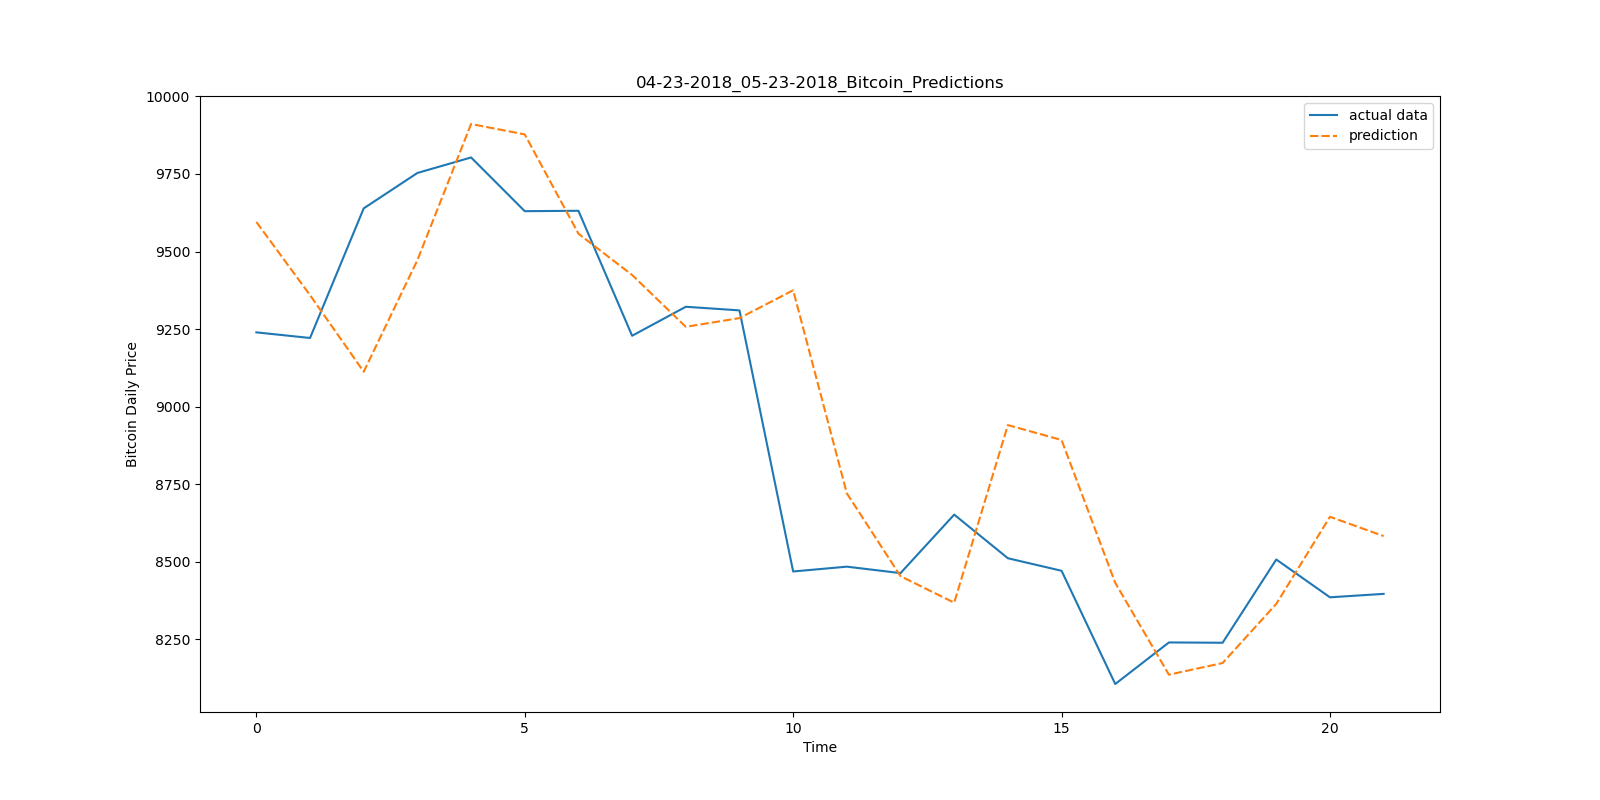 04-23-2018_05-23-2018_Bitcoin_Predictions
actual data
prediction
Bitcoin Daily Price
10000
9750
9500
9250
9000
8750
8500
8250
0 5 10 15 20
Time